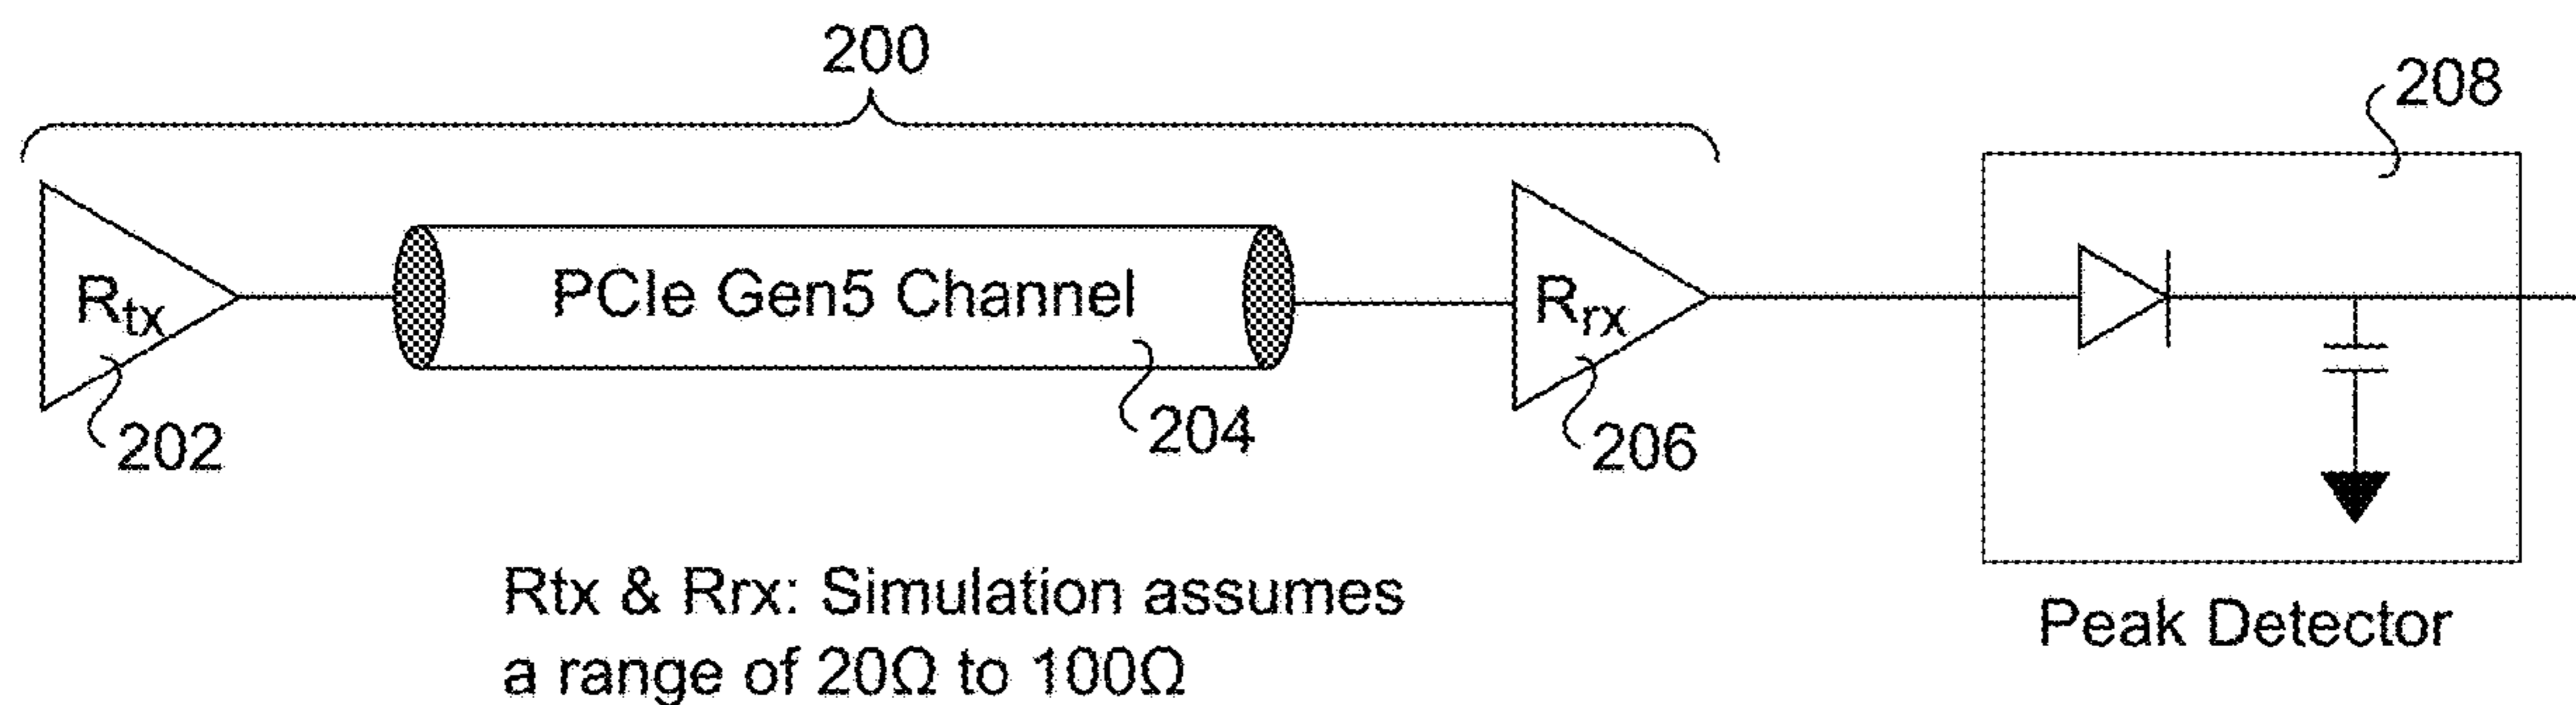 200
208
Rtx
PCIe Gen5 Channel
Rrx
202
204
206
Rtx & Rrx: Simulation assumes
a range of 20Ω to 100Ω
Peak Detector